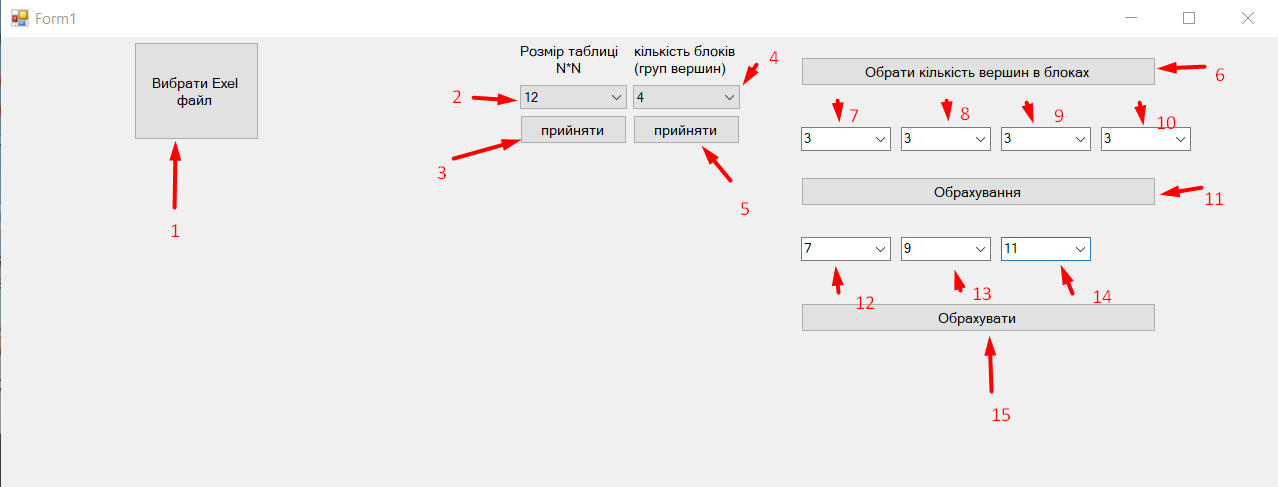 Form1
Вибрати Exel
файл
1
Розмір таблиці
N*N
кількість блоків
(груп вершин)
4
2
12
4
прийняти
прийняти
3
5
Обрати кількість вершин в блоках
6
7
8
9
10
3
3
3
3
Обрахування
11
7
9
11
12
13
14
Обрахувати
15